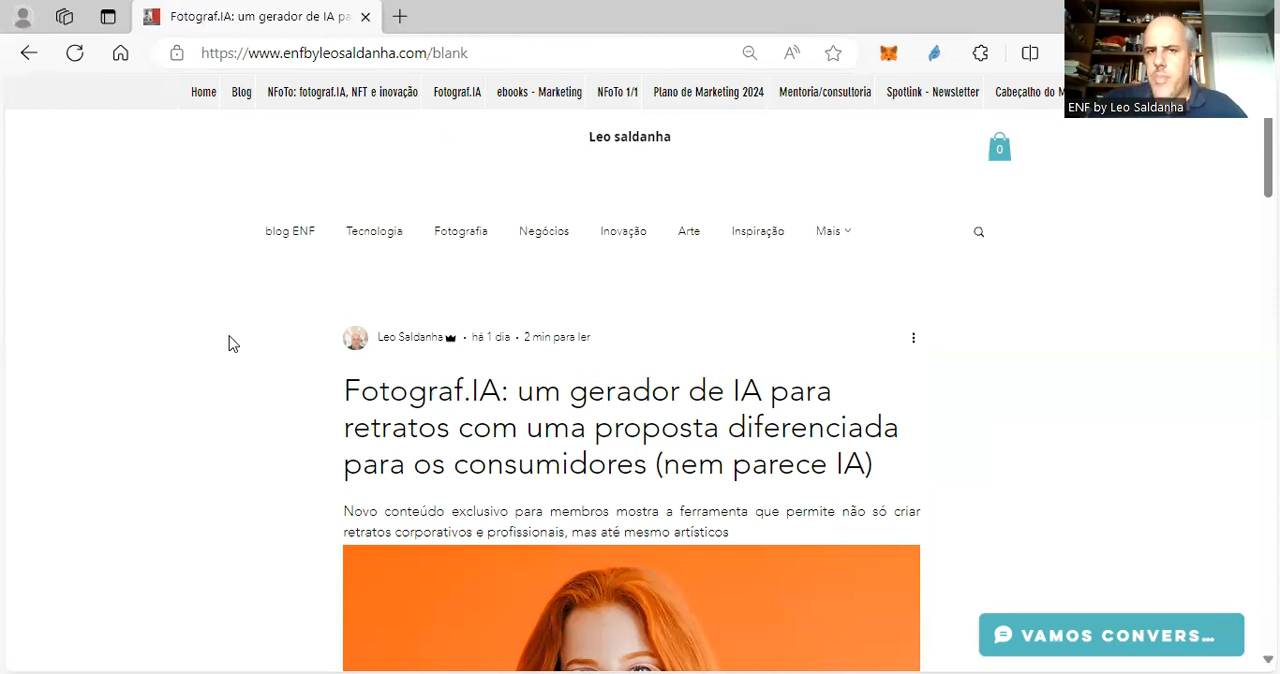 Fotograf.IA: um gerador de IA pa
https://www.enfbyleosaldanha.com/blank
ENF by Leo Saldanha
Home
Blog
NFoTo: fotograf.IA, NFT e inovação
Fotograf.IA
ebooks - Marketing
NFoTo 1/1
Plano de Marketing 2024
Mentoria/consultoria
Spotlink - Newsletter
Cabeçalho do M
Leo saldanha
0
blog ENF
Tecnologia
Fotografia
Negócios
Inovação
Arte
Inspiração
Mais
Leo Saldanha · há 1 dia · 2 min para ler
Fotograf.IA: um gerador de IA para
retratos com uma proposta diferenciada
para os consumidores (nem parece IA)
Novo conteúdo exclusivo para membros mostra a ferramenta que permite não só criar
retratos corporativos e profissionais, mas até mesmo artísticos
VAMOS CONVERS...